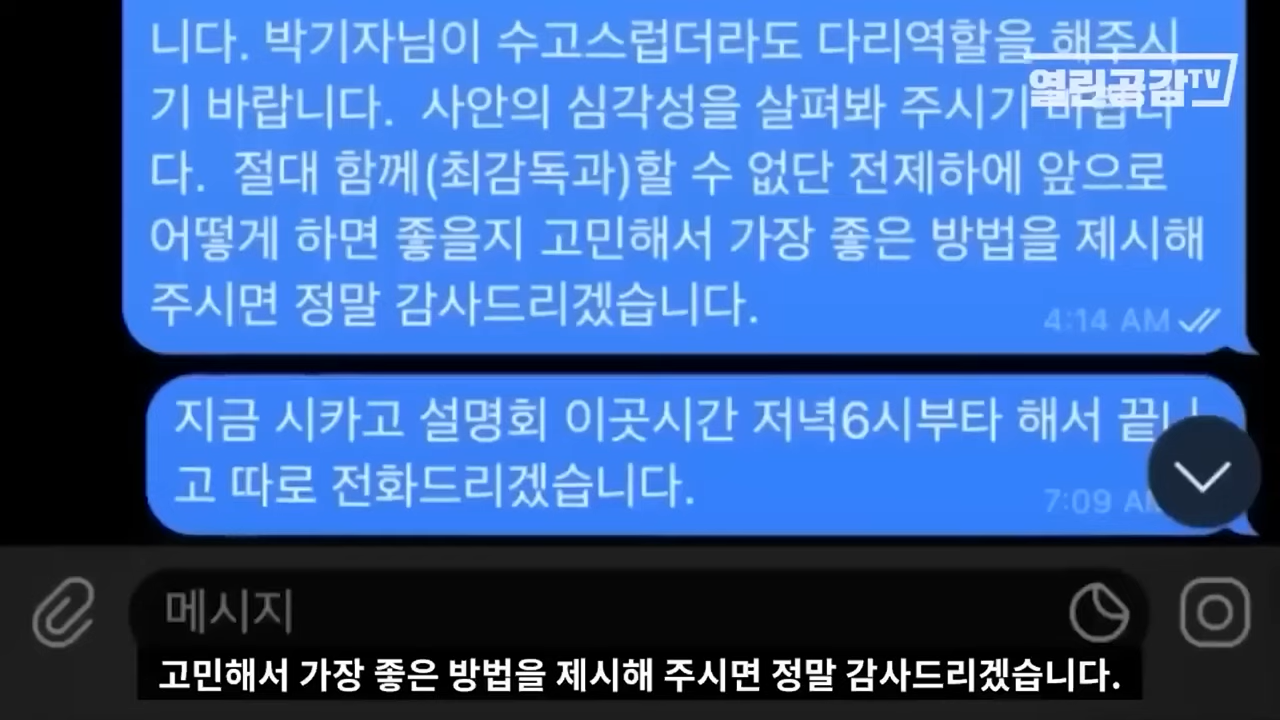 니다. 박기자님이 수고스럽더라도 다리역할을 해주시
열린공감TV
기 바랍니다.  사안의 심각성을 살펴봐 주시기 바랍니
다.  절대 함께(최감독과)할 수 없단 전제하에 앞으로
어떻게 하면 좋을지 고민해서 가장 좋은 방법을 제시해
주시면 정말 감사드리겠습니다.
4:14 AM
지금 시카고 설명회 이곳시간 저녁6시부타 해서 끝나
고 따로 전화드리겠습니다.
7:09 AM
메시지
고민해서 가장 좋은 방법을 제시해 주시면 정말 감사드리겠습니다.